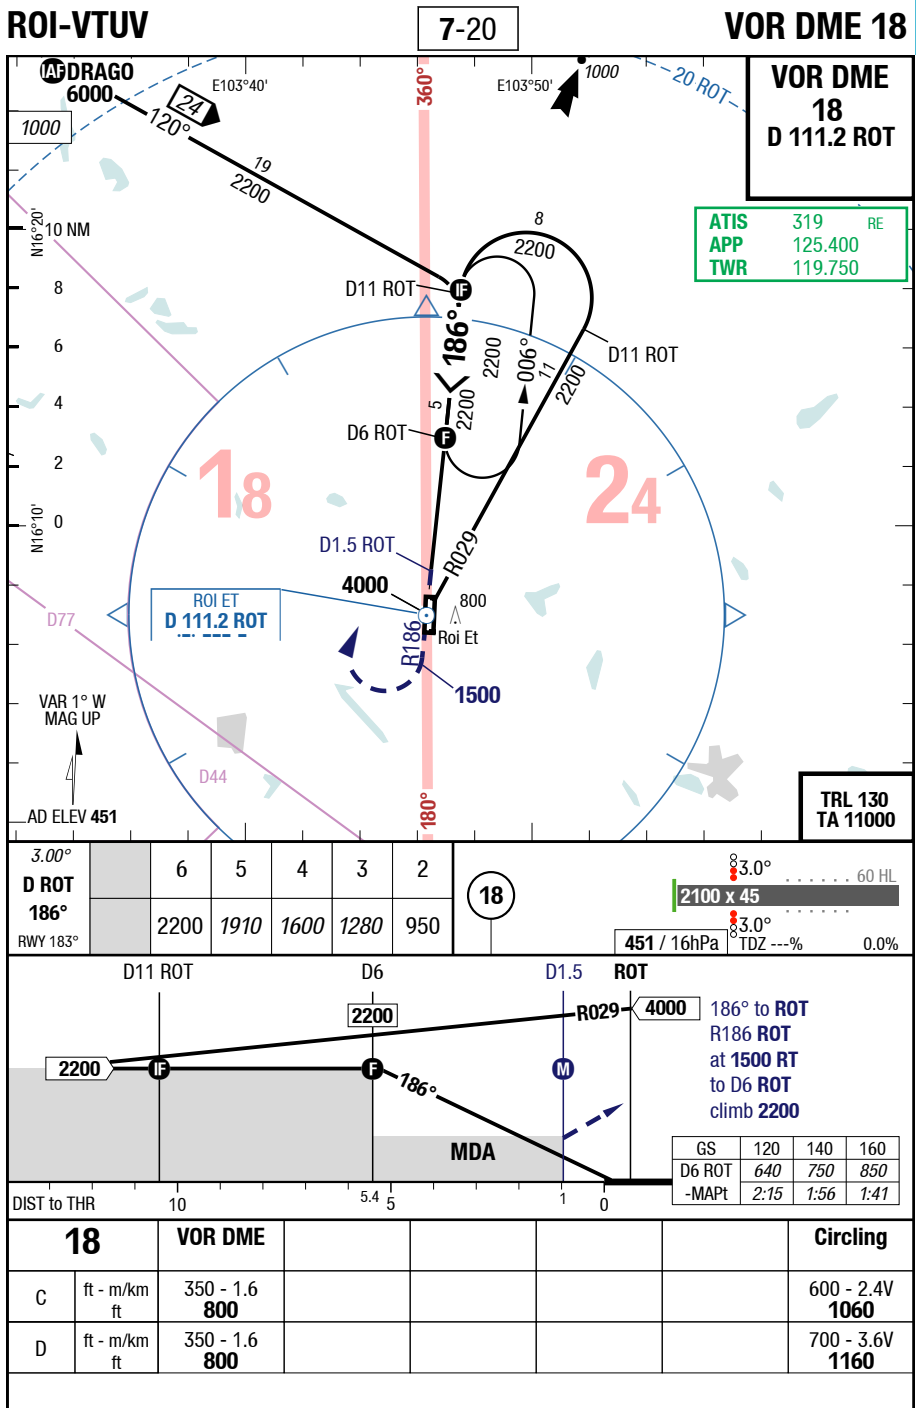 ROI-VTUV
7-20
VOR DME 18
IAF DRAGO
6000
E103°40'
360°
E103°50'
1000
20 ROT
VOR DME
18
D 111.2 ROT
24
120°
1000
19
2200
ATIS 319 RE
APP 125.400
TWR 119.750
N16°20'
10 NM
8
2200
D11 ROT
IF
8
186°
2200
006°
11
2200
D11 ROT
6
4
5
2200
D6 ROT
F
2
18
24
N16°10'
0
D1.5 ROT
R029
4000
800
ROI ET
D 111.2 ROT
D77
R186
Roi Et
1500
VAR 1° W
MAG UP
D44
180°
AD ELEV 451
TRL 130
TA 11000
3.00°
D ROT
186°
RWY 183°
6 5 4 3 2
2200 1910 1600 1280 950
18
3.0°
60 HL
2100 x 45
3.0°
451 / 16hPa
TDZ ---%
0.0%
D11 ROT D6 D1.5 ROT
2200
R029
4000
186° to ROT
R186 ROT
at 1500 RT
to D6 ROT
climb 2200
2200
IF
F
M
186°
MDA
GS 120 140 160
D6 ROT 640 750 850
-MAPt 2:15 1:56 1:41
DIST to THR 10 5.4 5 1 0
18 VOR DME Circling
C ft - m/km 350 - 1.6 600 - 2.4V
ft 800 1060
D ft - m/km 350 - 1.6 700 - 3.6V
ft 800 1160